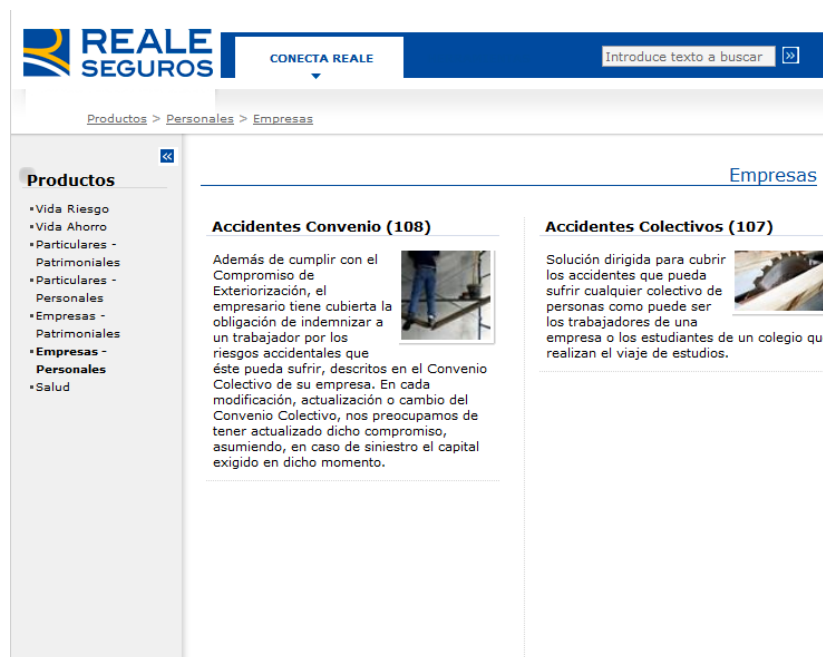 REALE
SEGUROS
CONECTA REALE
Introduce texto a buscar
Productos > Personales > Empresas
Productos
Vida Riesgo
Vida Ahorro
Particulares -
Patrimoniales
Particulares -
Personales
Empresas -
Patrimoniales
Empresas -
Personales
Salud
Empresas
Accidentes Convenio (108)
Además de cumplir con el
Compromiso de
Exteriorización, el
empresario tiene cubierta la
obligación de indemnizar a
un trabajador por los
riesgos accidentales que
éste pueda sufrir, descritos en el Convenio
Colectivo de su empresa. En cada
modificación, actualización o cambio del
Convenio Colectivo, nos preocupamos de
tener actualizado dicho compromiso,
asumiendo, en caso de siniestro el capital
exigido en dicho momento.
Accidentes Colectivos (107)
Solución dirigida para cubrir
los accidentes que pueda
sufrir cualquier colectivo de
personas como puede ser
los trabajadores de una
empresa o los estudiantes de un colegio qu
realizan el viaje de estudios.